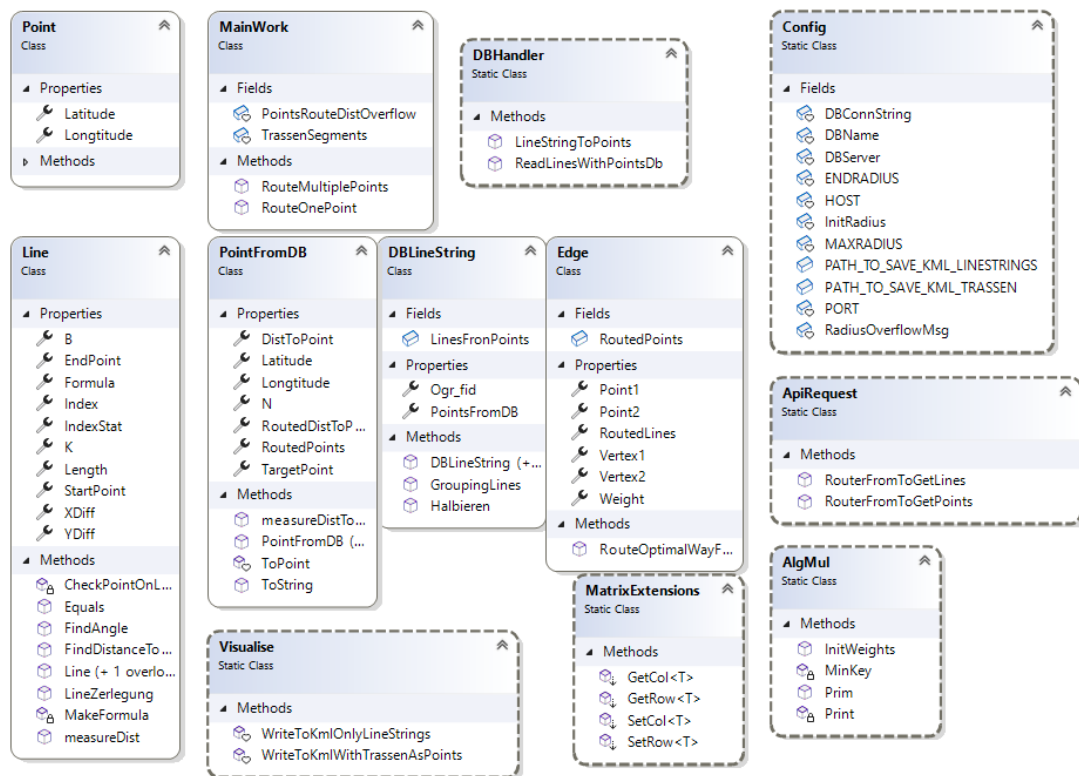 Point
Class
Properties
Latitude
Longtitude
Methods
MainWork
Class
Fields
PointsRouteDistOverflow
TrassenSegments
Methods
RouteMultiplePoints
RouteOnePoint
DBHandler
Static Class
Methods
LineStringToPoints
ReadLinesWithPointsDb
Config
Static Class
Fields
DBConnString
DBName
DBServer
ENDRADIUS
HOST
InitRadius
MAXRADIUS
PATH_TO_SAVE_KML_LINESTRINGS
PATH_TO_SAVE_KML_TRASSEN
PORT
RadiusOverflowMsg
Line
Class
Properties
B
EndPoint
Formula
Index
IndexStat
K
Length
StartPoint
XDiff
YDiff
Methods
CheckPointOnL...
Equals
FindAngle
FindDistanceTo...
Line (+ 1 overlo...
LineZerlegung
MakeFormula
measureDist
PointFromDB
Class
Properties
DistToPoint
Latitude
Longtitude
N
RoutedDistToP...
RoutedPoints
TargetPoint
Methods
measureDistTo...
PointFromDB (...
ToPoint
ToString
DBLineString
Class
Fields
LinesFronPoints
Properties
Ogr_fid
PointsFromDB
Methods
DBLineString (+...
GroupingLines
Halbieren
Edge
Class
Fields
RoutedPoints
Properties
Point1
Point2
RoutedLines
Vertex1
Vertex2
Weight
Methods
RouteOptimalWayF...
ApiRequest
Static Class
Methods
RouterFromToGetLines
RouterFromToGetPoints
Visualise
Static Class
Methods
WriteToKmlOnlyLineStrings
WriteToKmlWithTrassenAsPoints
MatrixExtensions
Static Class
Methods
GetCol<T>
GetRow<T>
SetCol<T>
SetRow<T>
AlgMul
Static Class
Methods
InitWeights
MinKey
Prim
Print